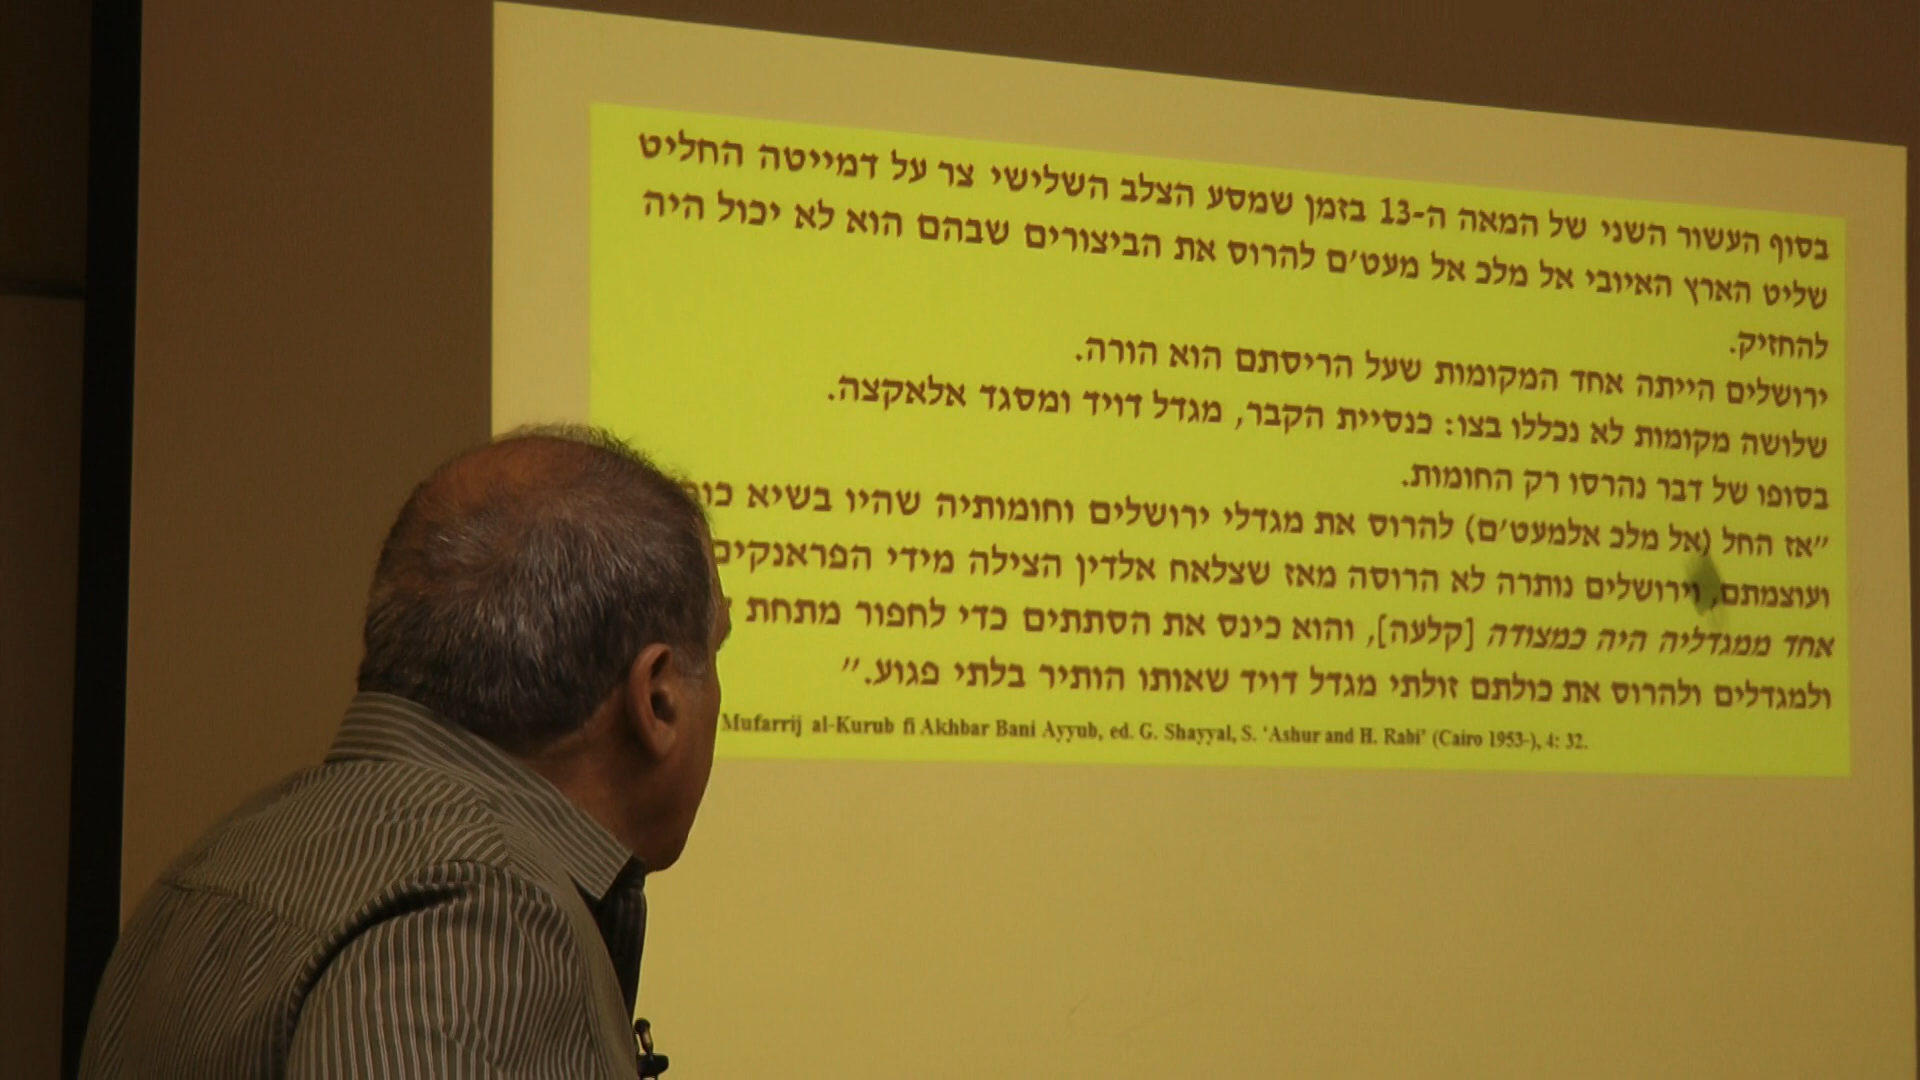 בסוף העשור השני של המאה ה-13 בזמן שמסע הצלב השלישי צר על דמייטה החליט
שליט הארץ האיובי אל מלכ אל מעט'ם להרוס את הביצורים שבהם הוא לא יכול היה
להחזיק.
ירושלים הייתה אחד המקומות שעל הריסתם הוא הורה.
שלושה מקומות לא נכללו בצו: כנסיית הקבר, מגדל דויד ומסגד אלאקצה.
בסופו של דבר נהרסו רק החומות.
"אז החל (אל מלכ אלמעט'ם) להרוס את מגדלי ירושלים וחומותיה שהיו בשיא
ועוצמתם, וירושלים נותרה לא הרוסה מאז שצלאח אלדין הצילה מידי הפראנקים
אחד ממגדליה היה כמצודה [קלעה], והוא כינס את הסתתים כדי לחפור מתחת
ולמגדלים ולהרוס את כולתם זולתי מגדל דויד שאותו הותיר בלתי פגוע."
Mufarrij al-Kurub fi Akhbar Bani Ayyub, ed. G. Shayyal, S. 'Ashur and H. Rabi' (Cairo 1953-), 4: 32.